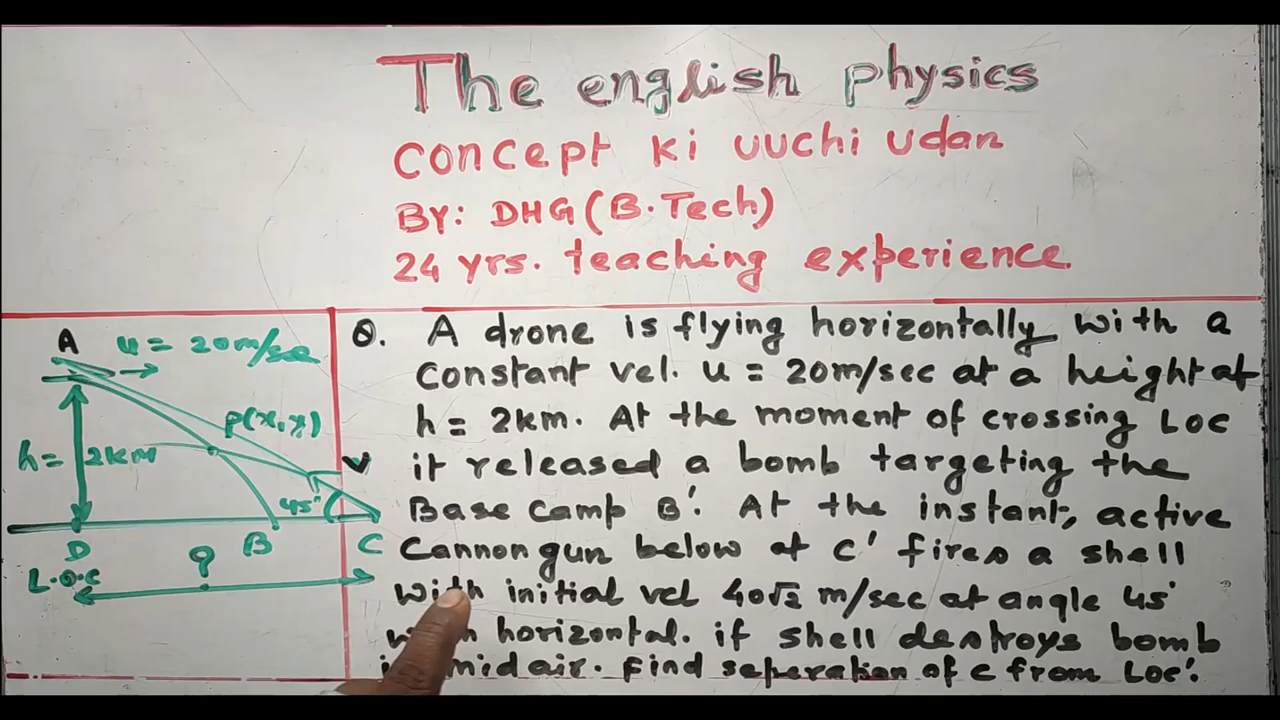 The english physics
CONCEPT KI UUCHI Udan
BY: DHG (B.Tech)
24 yrs. teaching experience.
A u = 20m/sec
P(x,y)
h = 2km
V
45°
D B C
L.O.C ?
Q. A drone is flying horizontally with a
Constant vel. u = 20m/sec at a height of
h = 2km. At the moment of crossing LOC
it released a bomb targeting the
Base Camp B'. At the instant, active
Cannon gun below at C' fires a shell
with initial vel 40√2 m/sec at angle 45°
horizontal. if shell destroys bomb
mid air. Find seperation of C from LOC'.